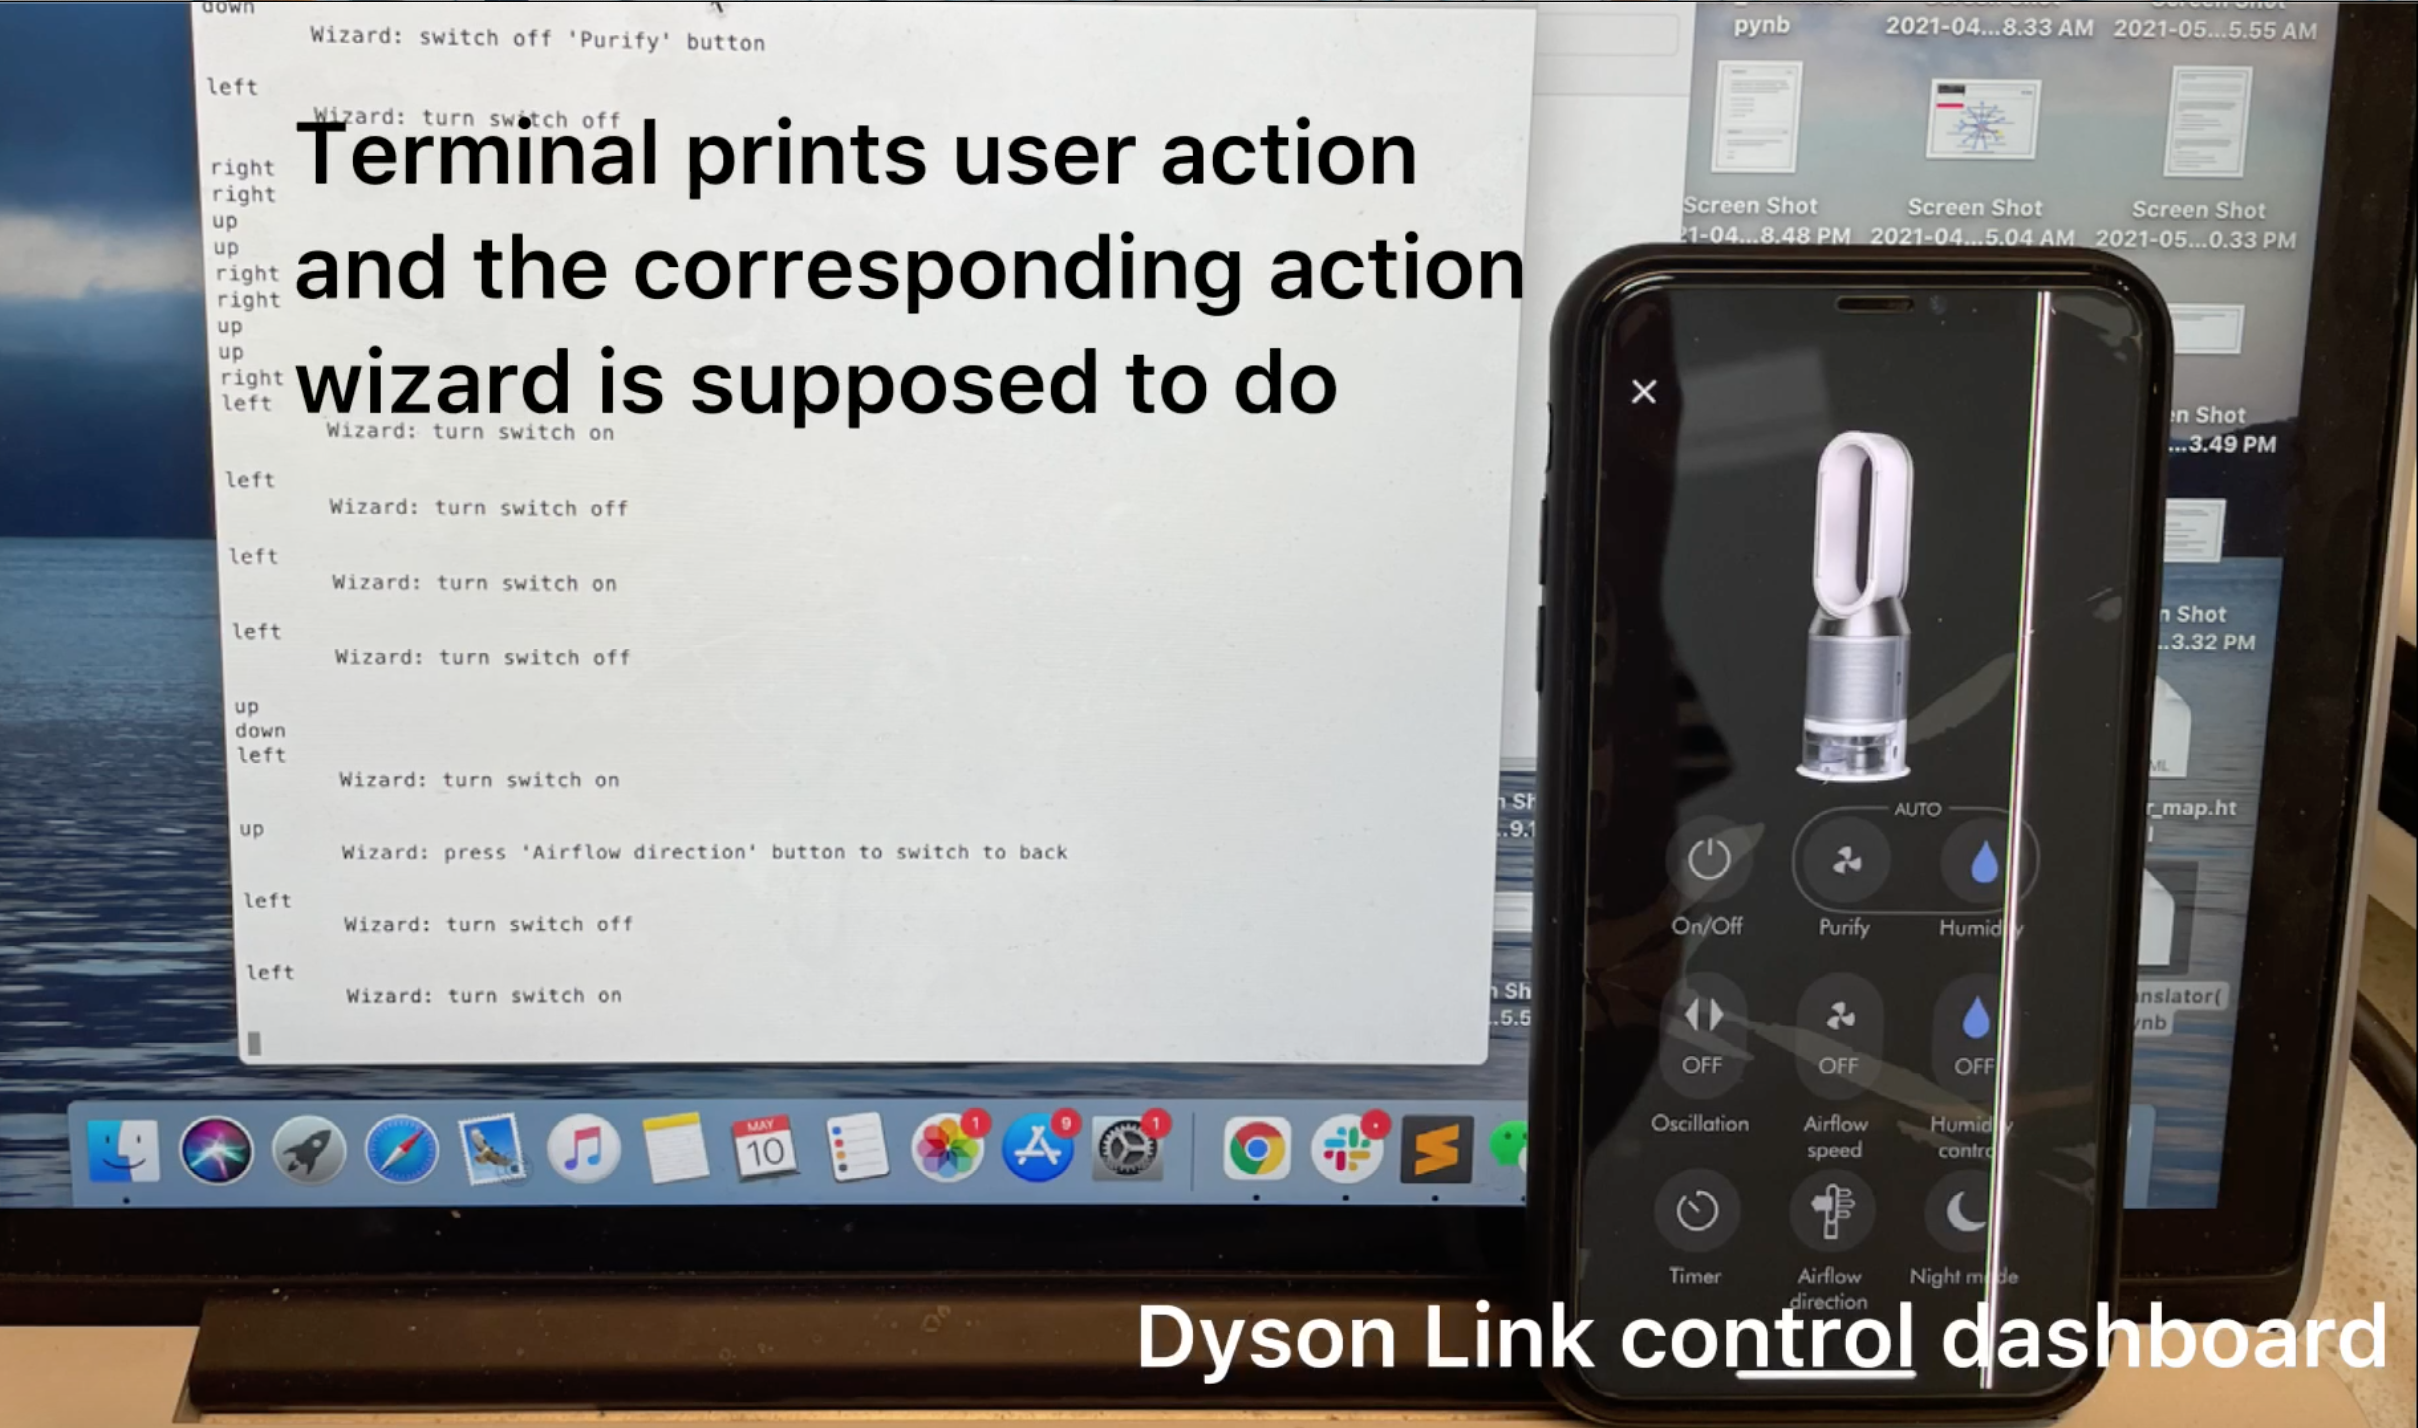 down
Wizard: switch off 'Purify' button
left
Wizard: turn switch off
right
right
up
up
right
right
up
up
right
left
Wizard: turn switch on
left
Wizard: turn switch off
left
Wizard: turn switch on
left
Wizard: turn switch off
up
down
left
Wizard: turn switch on
up
Wizard: press 'Airflow direction' button to switch to back
left
Wizard: turn switch off
left
Wizard: turn switch on
Terminal prints user action
and the corresponding action
wizard is supposed to do
pynb
2021-04...8.33 AM
2021-05...5.55 AM
Screen Shot
21-04...8.48 PM
Screen Shot
2021-04...5.04 AM
Screen Shot
2021-05...0.33 PM
en Shot
...3.49 PM
n Shot
...3.32 PM
r_map.ht
l
anslator(
ynb
n Sh
..9.1
n Sh
..5.5
MAY
10
1
9
1
AUTO
On/Off
Purify
Humidify
OFF
OFF
OFF
Oscillation
Airflow
speed
Humidity
control
Timer
Airflow
direction
Night mode
Dyson Link control dashboard